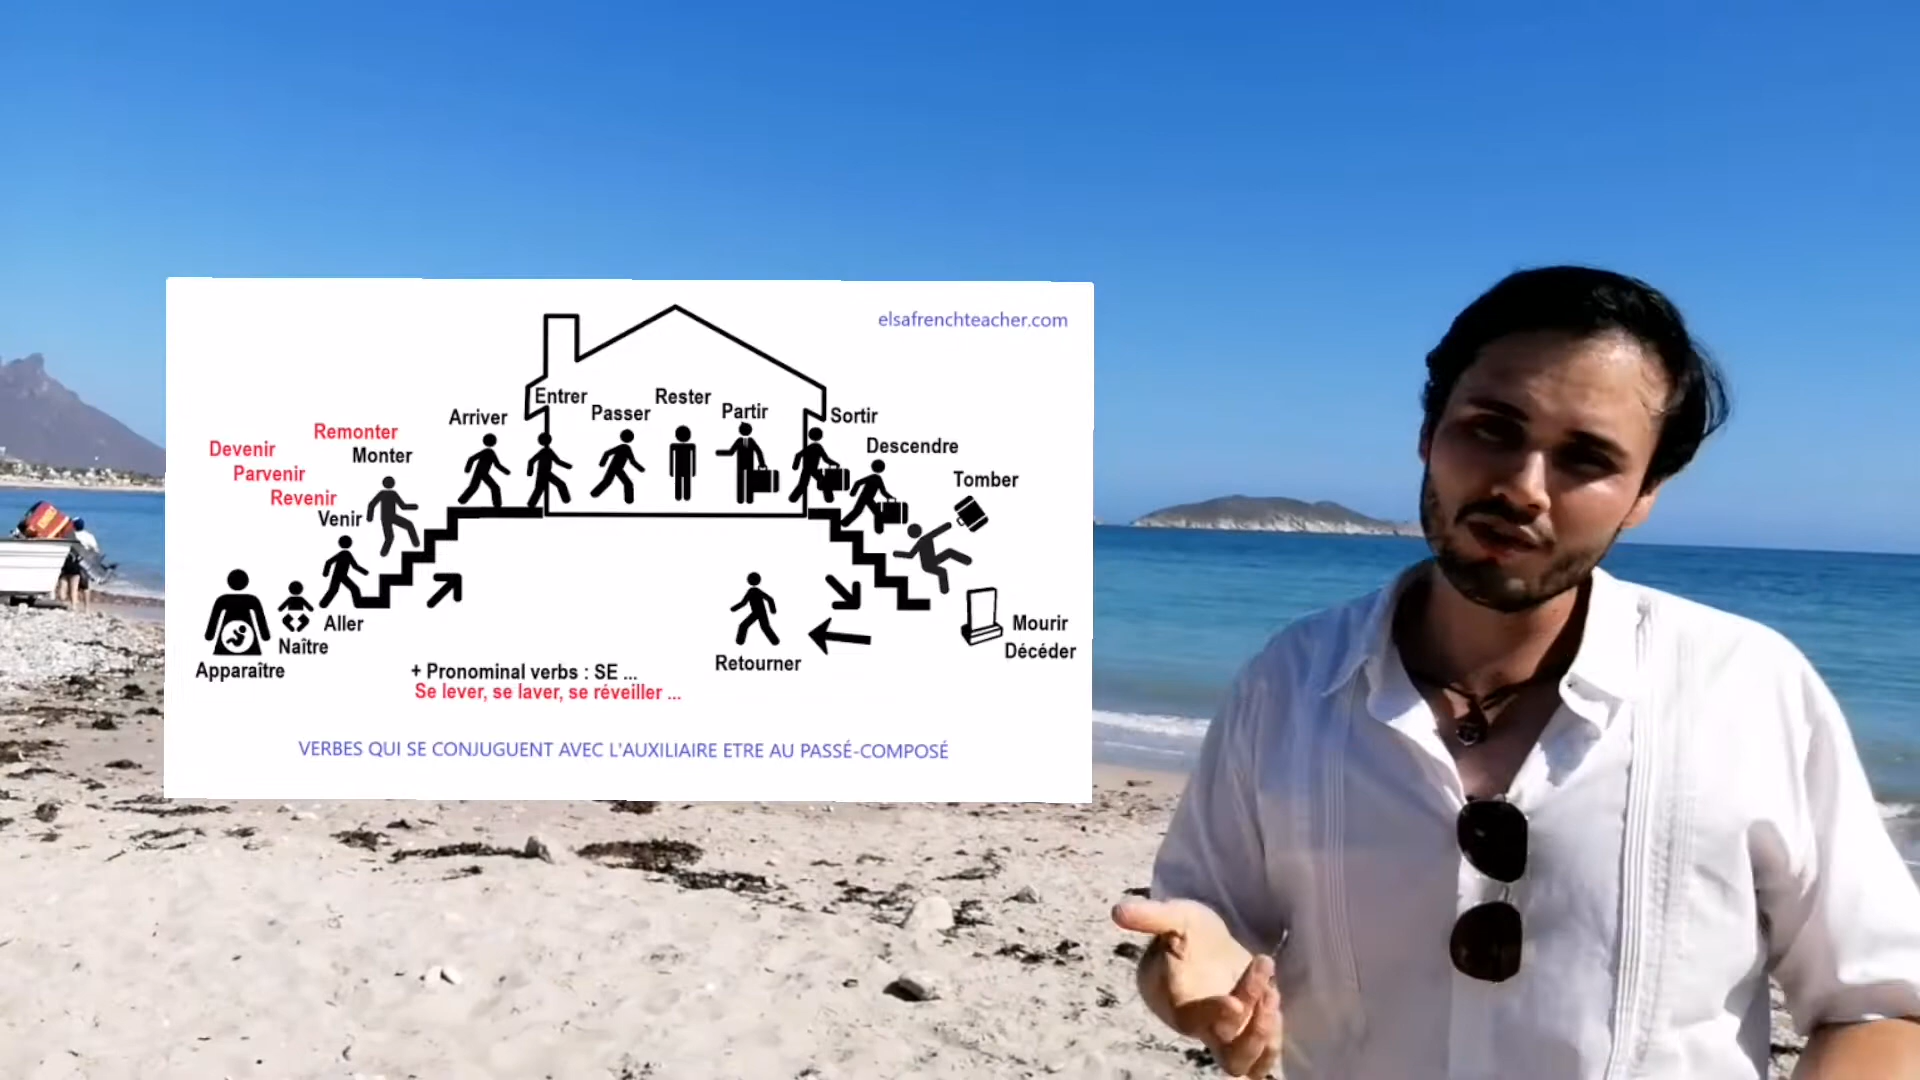 elsafrenchteacher.com
Entrer
Rester
Passer
Partir
Arriver
Sortir
Remonter
Monter
Descendre
Devenir
Parvenir
Revenir
Venir
Tomber
Aller
Naître
Apparaître
Retourner
Mourir
Décéder
+ Pronominal verbs : SE ...
Se lever, se laver, se réveiller ...
VERBES QUI SE CONJUGUENT AVEC L'AUXILIAIRE ETRE AU PASSÉ-COMPOSÉ